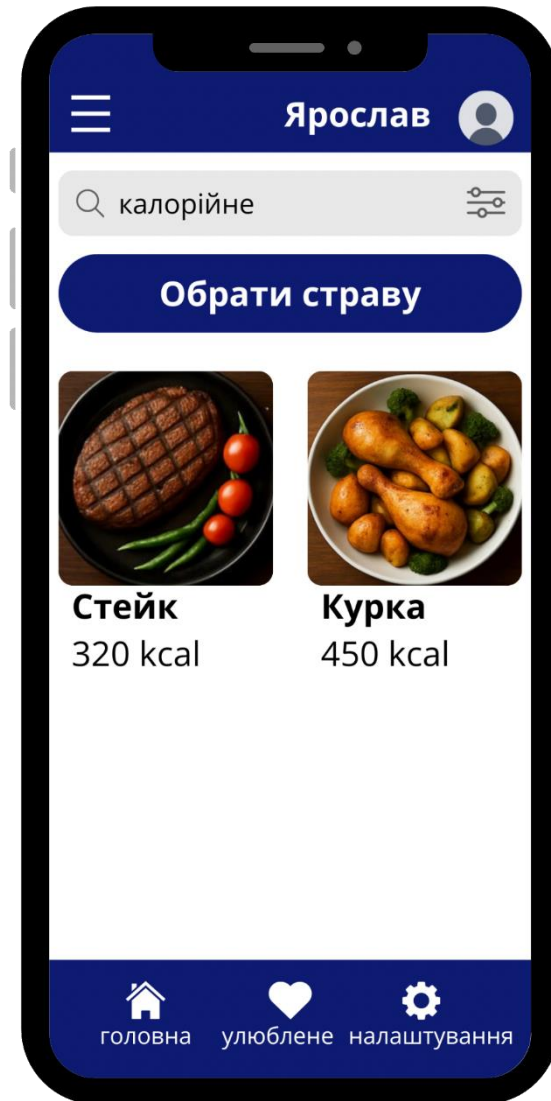 Ярослав
калорійне
Обрати страву
Стейк
Курка
320 kcal
450 kcal
головна
улюблене
налаштування